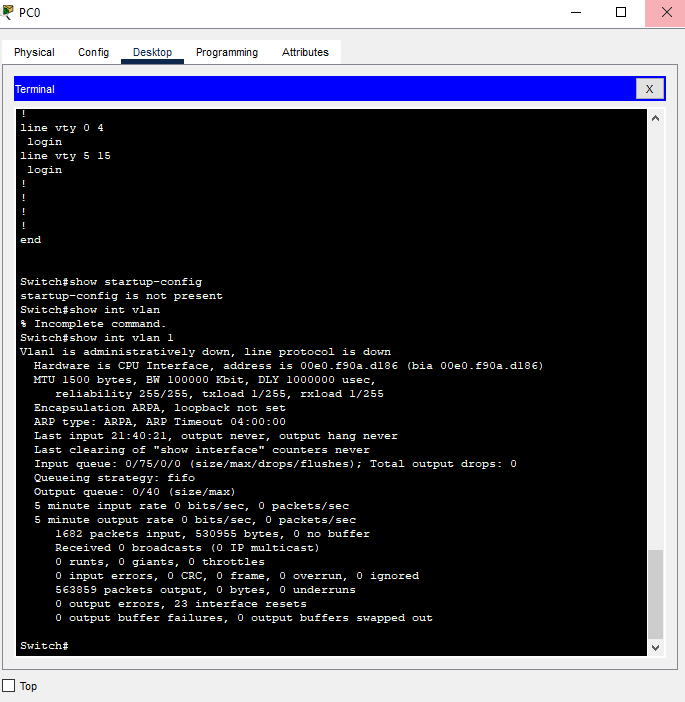 PC0
Physical Config Desktop Programming Attributes
Terminal X
!
line vty 0 4
 login
line vty 5 15
 login
!
!
!
!
end
Switch#show startup-config
startup-config is not present
Switch#show int vlan
% Incomplete command.
Switch#show int vlan 1
Vlan1 is administratively down, line protocol is down
  Hardware is CPU Interface, address is 00e0.f90a.d186 (bia 00e0.f90a.d186)
  MTU 1500 bytes, BW 100000 Kbit, DLY 1000000 usec,
     reliability 255/255, txload 1/255, rxload 1/255
  Encapsulation ARPA, loopback not set
  ARP type: ARPA, ARP Timeout 04:00:00
  Last input 21:40:21, output never, output hang never
  Last clearing of "show interface" counters never
  Input queue: 0/75/0/0 (size/max/drops/flushes); Total output drops: 0
  Queueing strategy: fifo
  Output queue: 0/40 (size/max)
  5 minute input rate 0 bits/sec, 0 packets/sec
  5 minute output rate 0 bits/sec, 0 packets/sec
     1682 packets input, 530955 bytes, 0 no buffer
     Received 0 broadcasts (0 IP multicast)
     0 runts, 0 giants, 0 throttles
     0 input errors, 0 CRC, 0 frame, 0 overrun, 0 ignored
     563859 packets output, 0 bytes, 0 underruns
     0 output errors, 23 interface resets
     0 output buffer failures, 0 output buffers swapped out
Switch#
Top